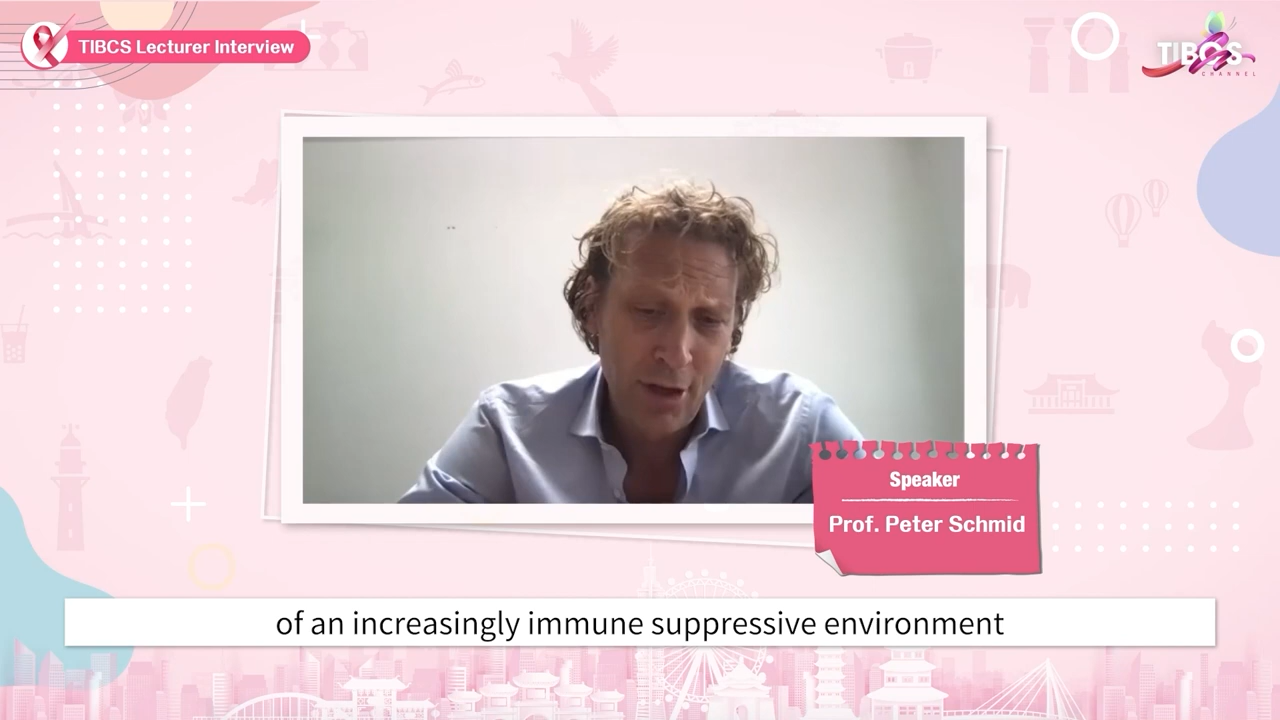 TIBCS Lecturer Interview
TIBCS
CHANNEL
Speaker
Prof. Peter Schmid
of an increasingly immune suppressive environment